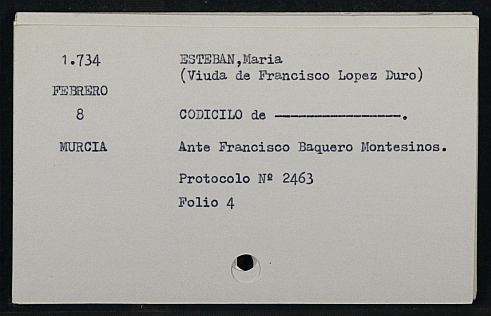 1.734 ESTEBAN,Maria
(Viuda de Francisco Lopez Duro)
FEBRERO
8 CODICILO de -----------------.
MURCIA Ante Francisco Baquero Montesinos.
Protocolo Nº 2463
Folio 4